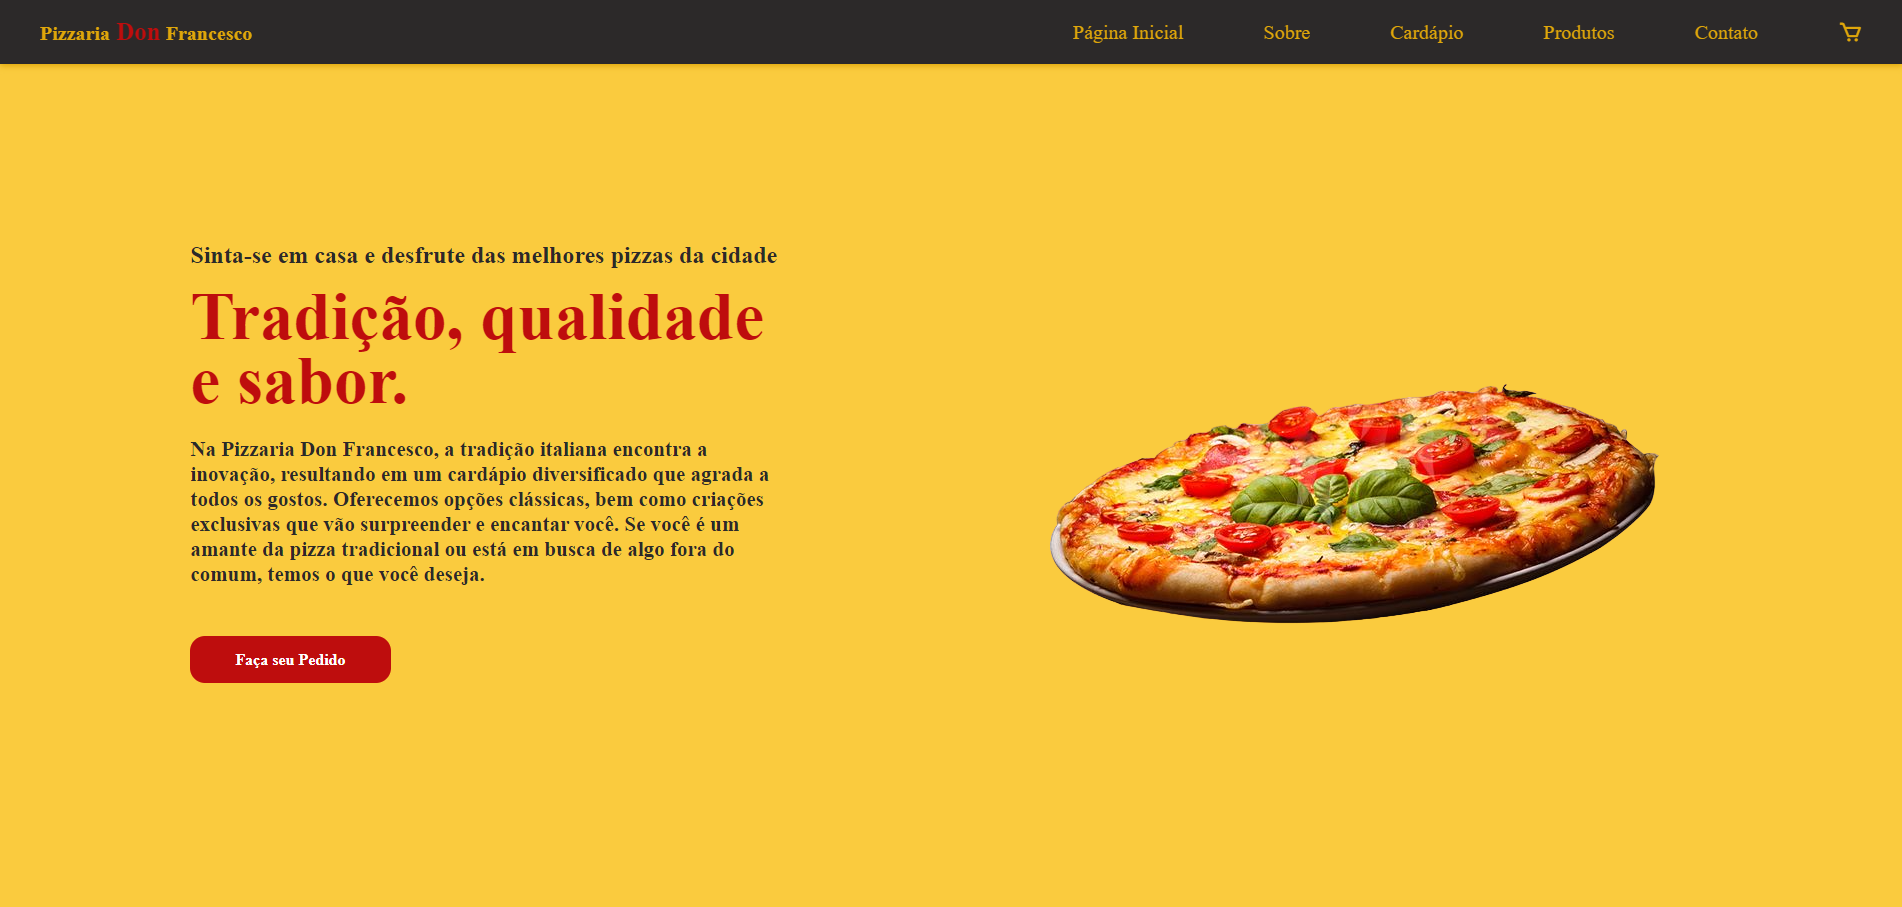 Pizzaria Don Francesco
Página Inicial
Sobre
Cardápio
Produtos
Contato
Sinta-se em casa e desfrute das melhores pizzas da cidade
Tradição, qualidade
e sabor.
Na Pizzaria Don Francesco, a tradição italiana encontra a
inovação, resultando em um cardápio diversificado que agrada a
todos os gostos. Oferecemos opções clássicas, bem como criações
exclusivas que vão surpreender e encantar você. Se você é um
amante da pizza tradicional ou está em busca de algo fora do
comum, temos o que você deseja.
Faça seu Pedido